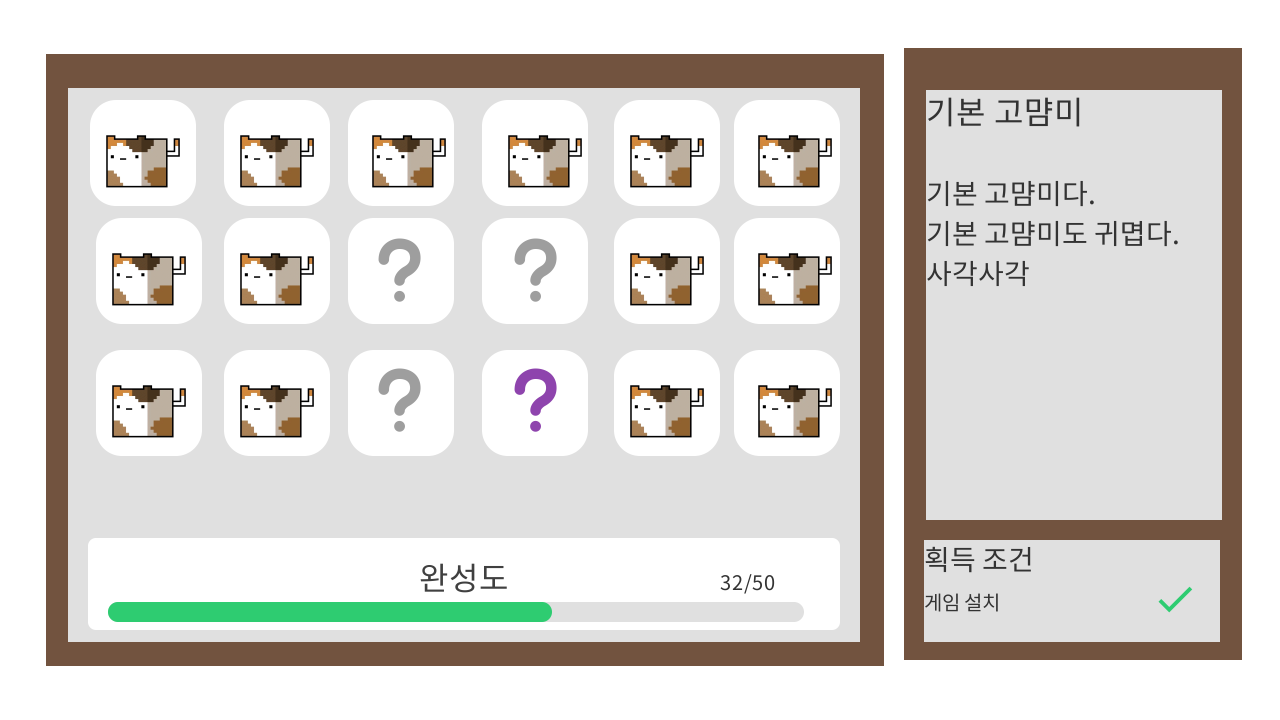 ?
?
?
?
완성도
32/50
기본 고먐미
기본 고먐미다.
기본 고먐미도 귀엽다.
사각사각
획득 조건
게임 설치